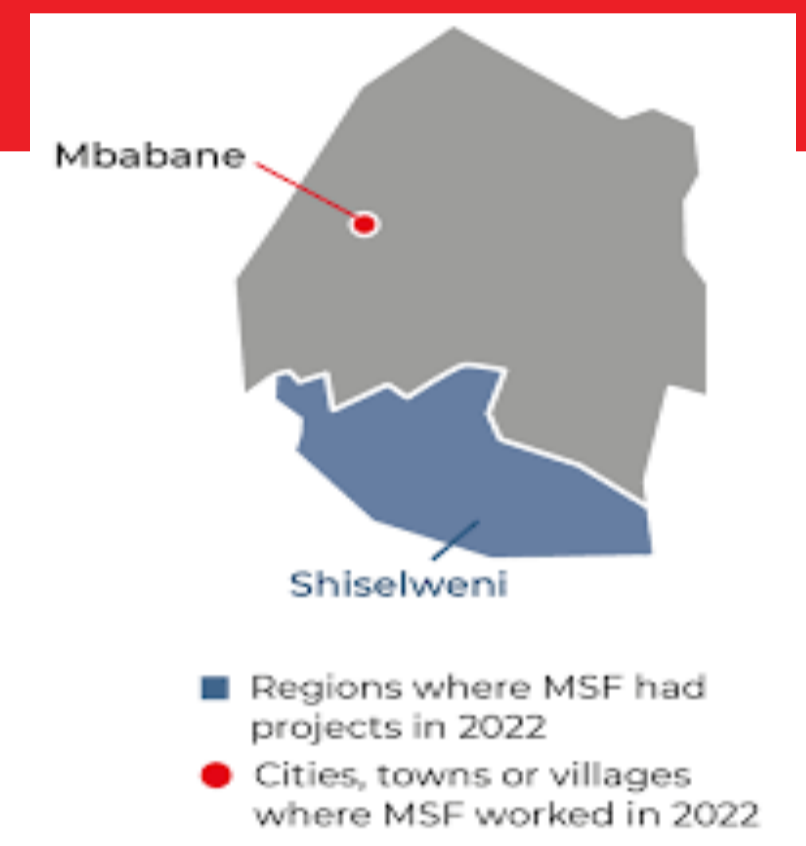 Mbabane
Shiselweni
Regions where MSF had
projects in 2022
Cities, towns or villages
where MSF worked in 2022